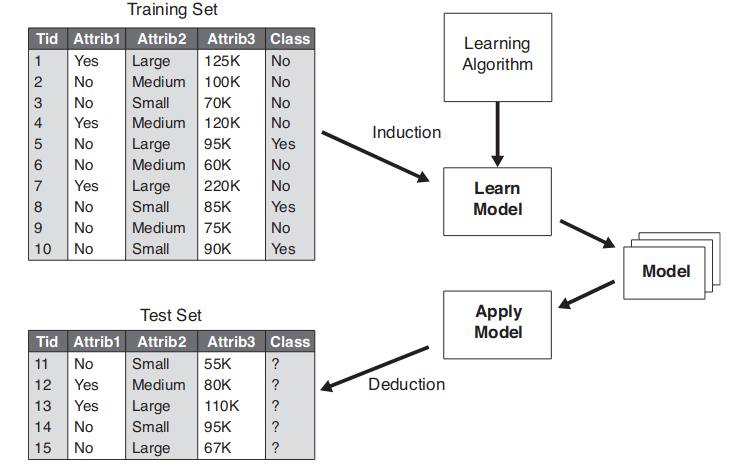 Training Set
Tid Attrib1 Attrib2 Attrib3 Class
1 Yes Large 125K No
2 No Medium 100K No
3 No Small 70K No
4 Yes Medium 120K No
5 No Large 95K Yes
6 No Medium 60K No
7 Yes Large 220K No
8 No Small 85K Yes
9 No Medium 75K No
10 No Small 90K Yes
Learning
Algorithm
Induction
Learn
Model
Model
Apply
Model
Deduction
Test Set
Tid Attrib1 Attrib2 Attrib3 Class
11 No Small 55K ?
12 Yes Medium 80K ?
13 Yes Large 110K ?
14 No Small 95K ?
15 No Large 67K ?